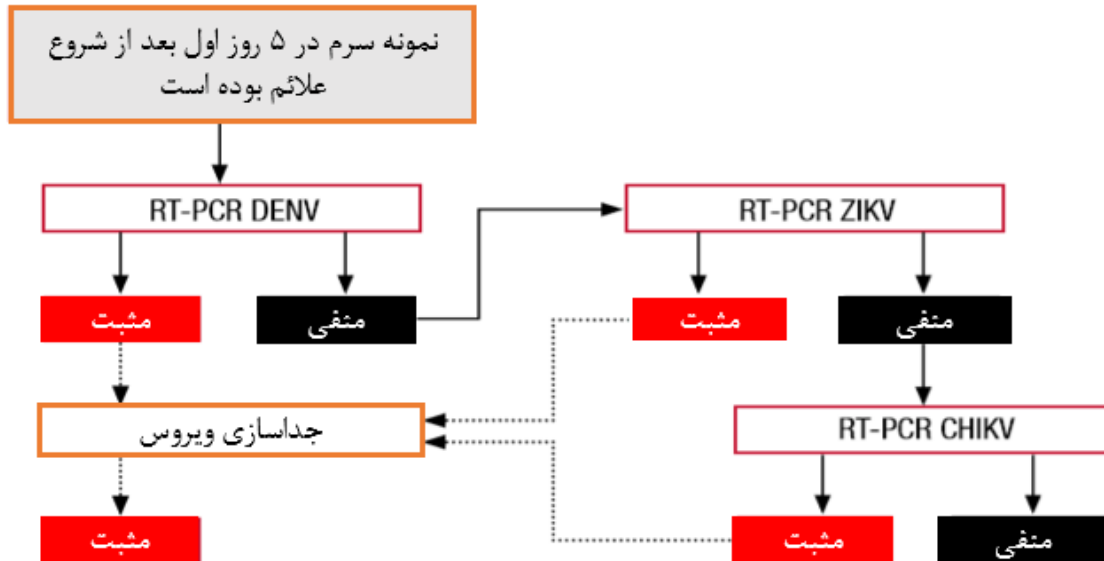 نمونه سرم در ۵ روز اول بعد از شروع
علائم بوده است
RT-PCR DENV
RT-PCR ZIKV
مثبت
منفی
مثبت
منفی
جداسازی ویروس
RT-PCR CHIKV
مثبت
مثبت
منفی